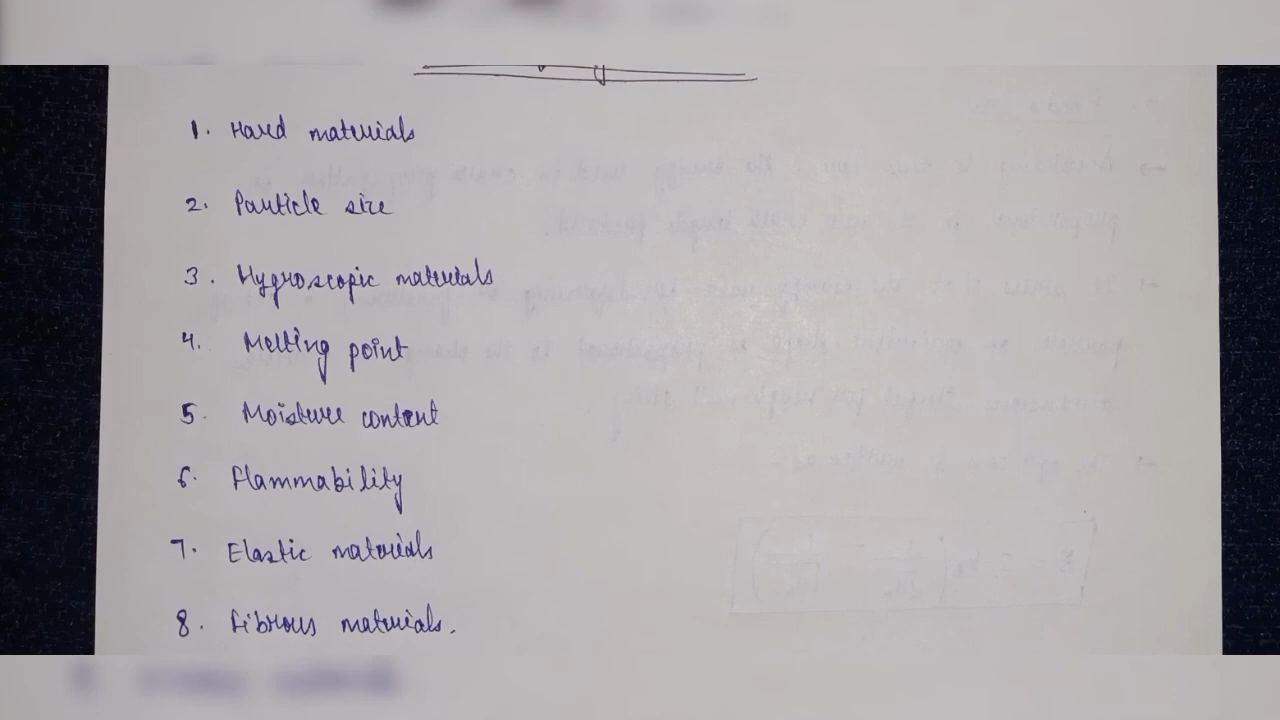 1. Hard materials
2. Particle size
3. Hygroscopic materials
4. Melting point
5. Moisture content
6. Flammability
7. Elastic materials
8. Fibrous materials.